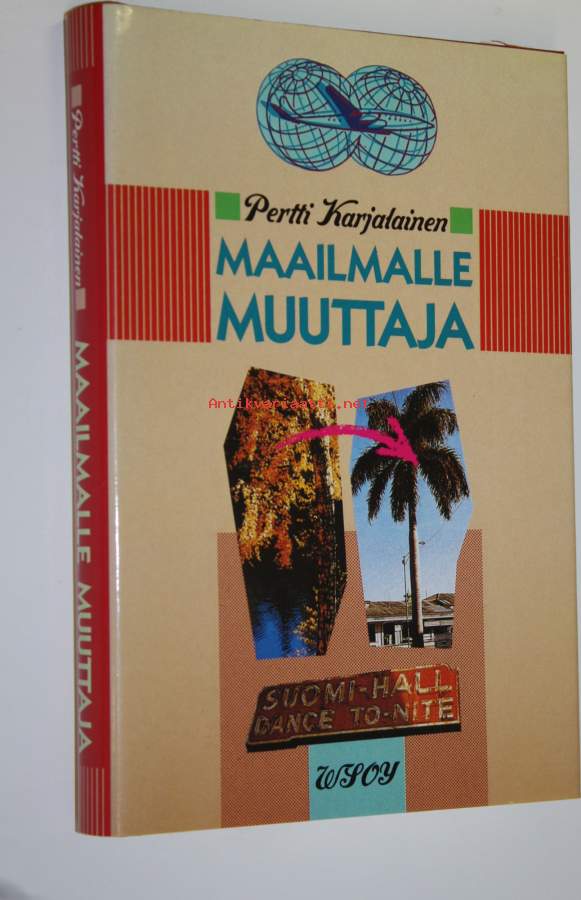 Pertti Karjalainen
MAAILMALLE MUUTTAJA
Pertti Karjalainen
MAAILMALLE
MUUTTAJA
Antikvariaatti.net
SUOMI-HALL
DANCE TO-NITE
WSOY